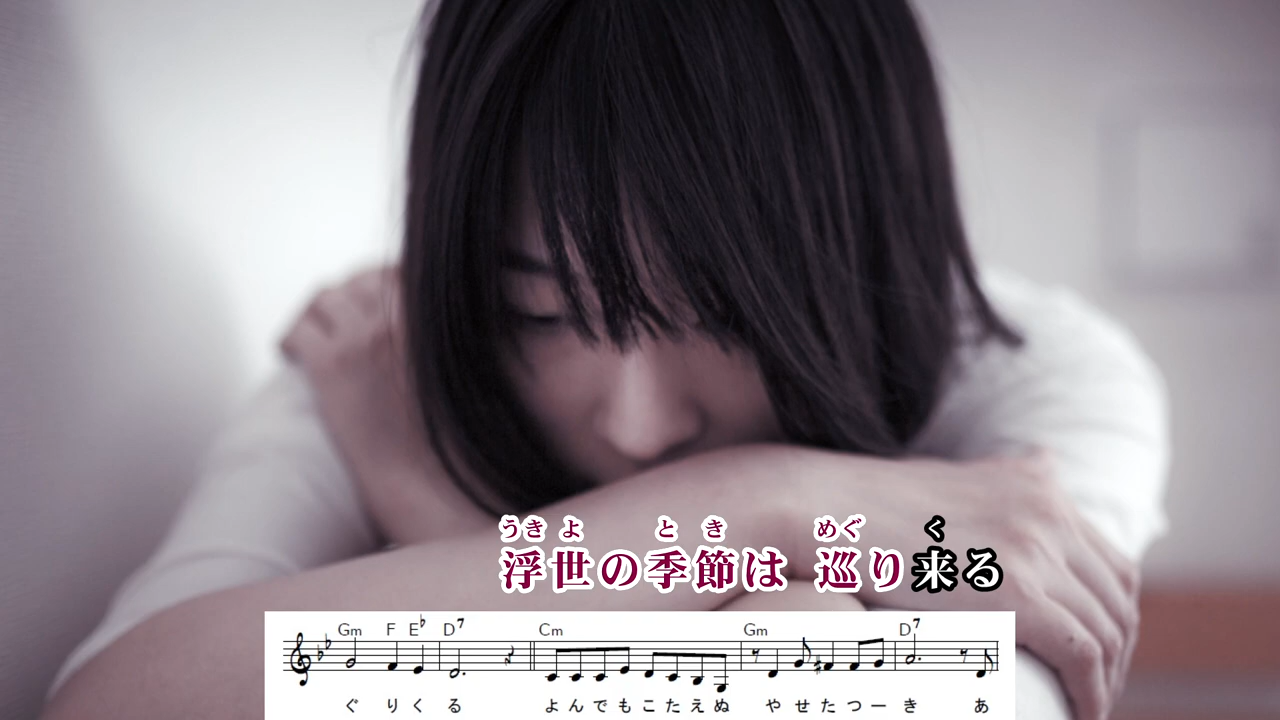 うきよ とき めぐ く
浮世の季節は 巡り来る
Gm F E♭ D7 Cm Gm D7
ぐ り く る よ ん で も こ た え ぬ や せ た つ ー き あ